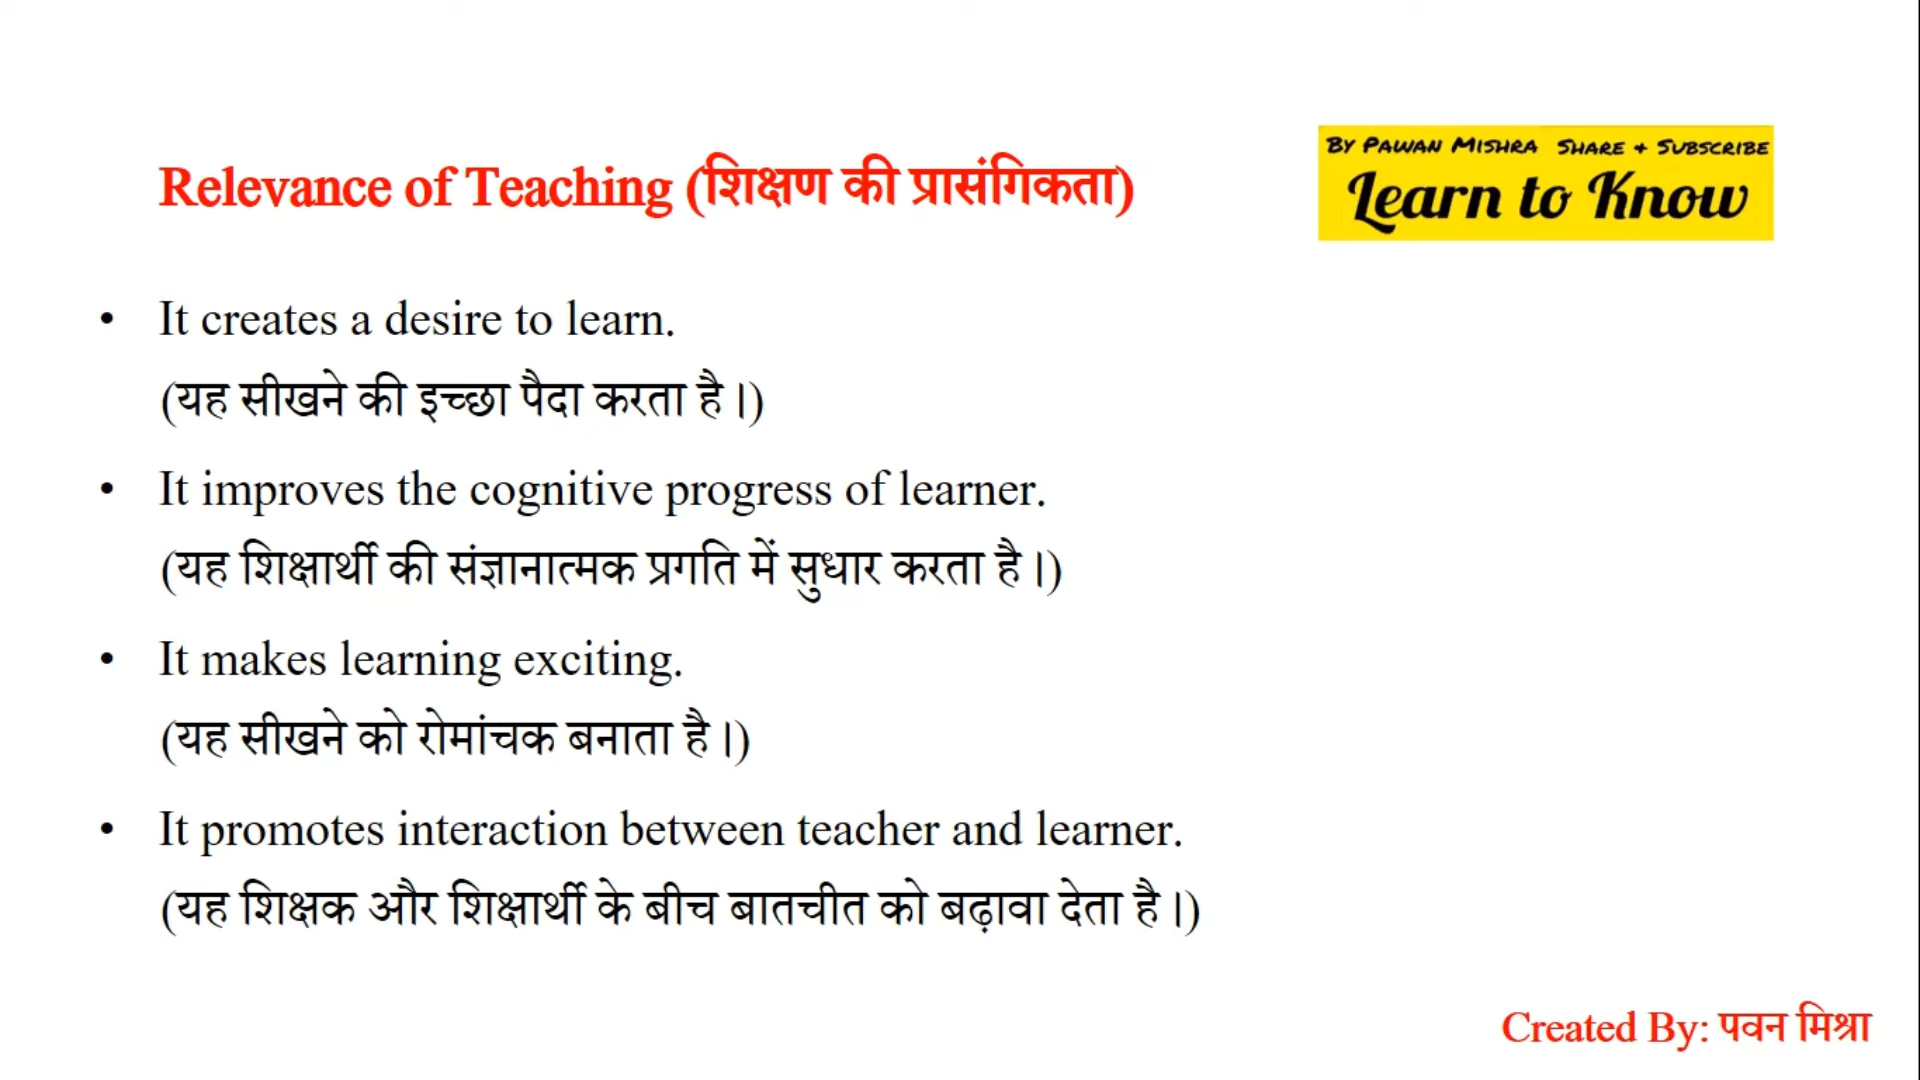 By Pawan Mishra Share + Subscribe
Learn to Know
Relevance of Teaching (शिक्षण की प्रासंगिकता)
• It creates a desire to learn.
(यह सीखने की इच्छा पैदा करता है।)
• It improves the cognitive progress of learner.
(यह शिक्षार्थी की संज्ञानात्मक प्रगति में सुधार करता है।)
• It makes learning exciting.
(यह सीखने को रोमांचक बनाता है।)
• It promotes interaction between teacher and learner.
(यह शिक्षक और शिक्षार्थी के बीच बातचीत को बढ़ावा देता है।)
Created By: पवन मिश्रा